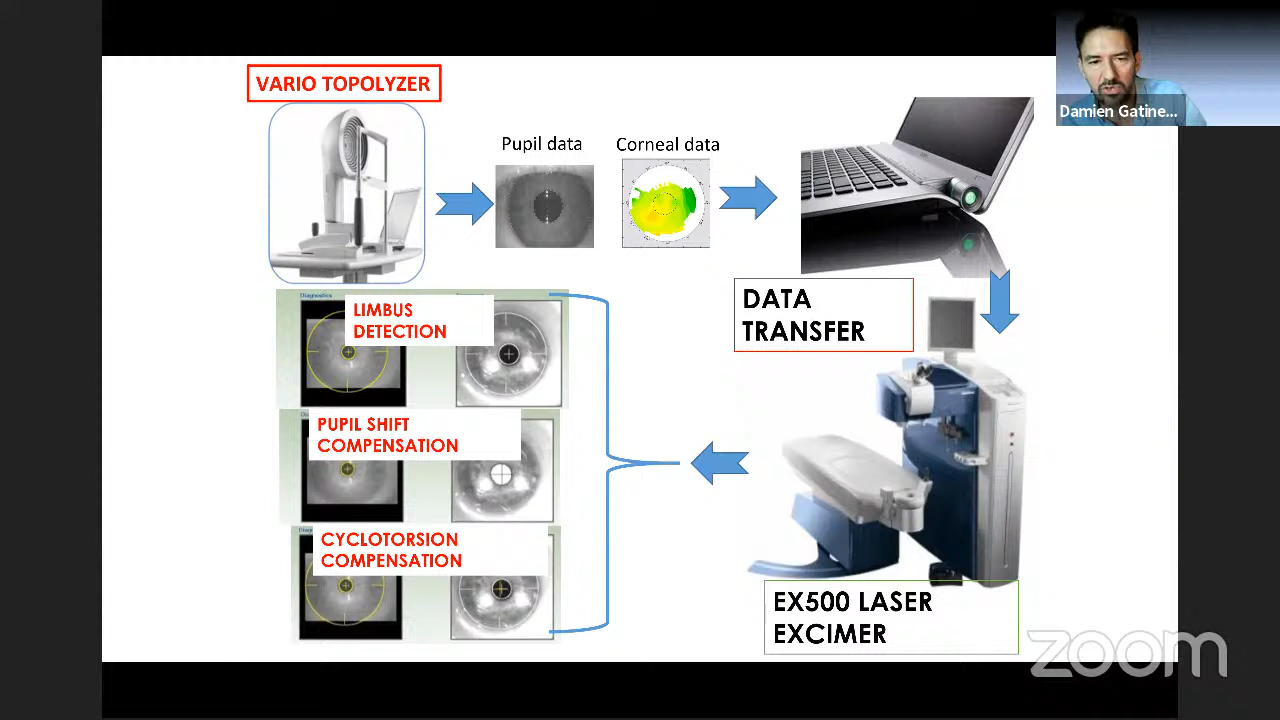 VARIO TOPOLYZER
Damien Gatine...
Pupil data
Corneal data
DATA
TRANSFER
Diagnostics
LIMBUS
DETECTION
PUPIL SHIFT
COMPENSATION
CYCLOTORSION
COMPENSATION
EX500 LASER
EXCIMER
zoom